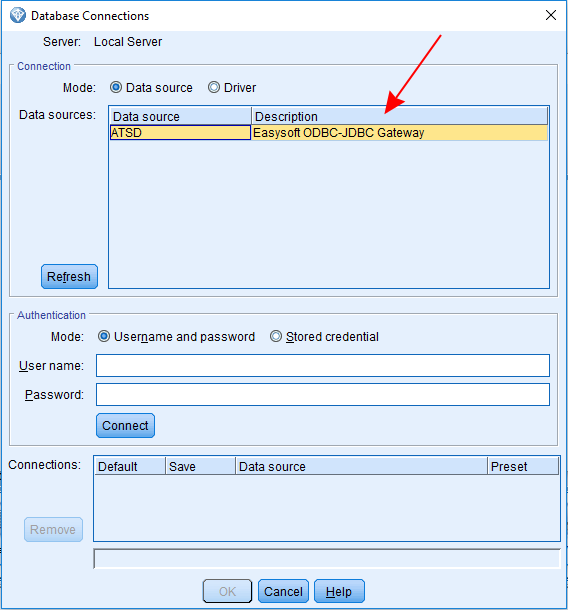 Database Connections
Server: Local Server
Connection
Mode: Data source Driver
Data sources: Data source Description
ATSD Easysoft ODBC-JDBC Gateway
Refresh
Authentication
Mode: Username and password Stored credential
User name:
Password:
Connect
Connections: Default Save Data source Preset
Remove
OK Cancel Help